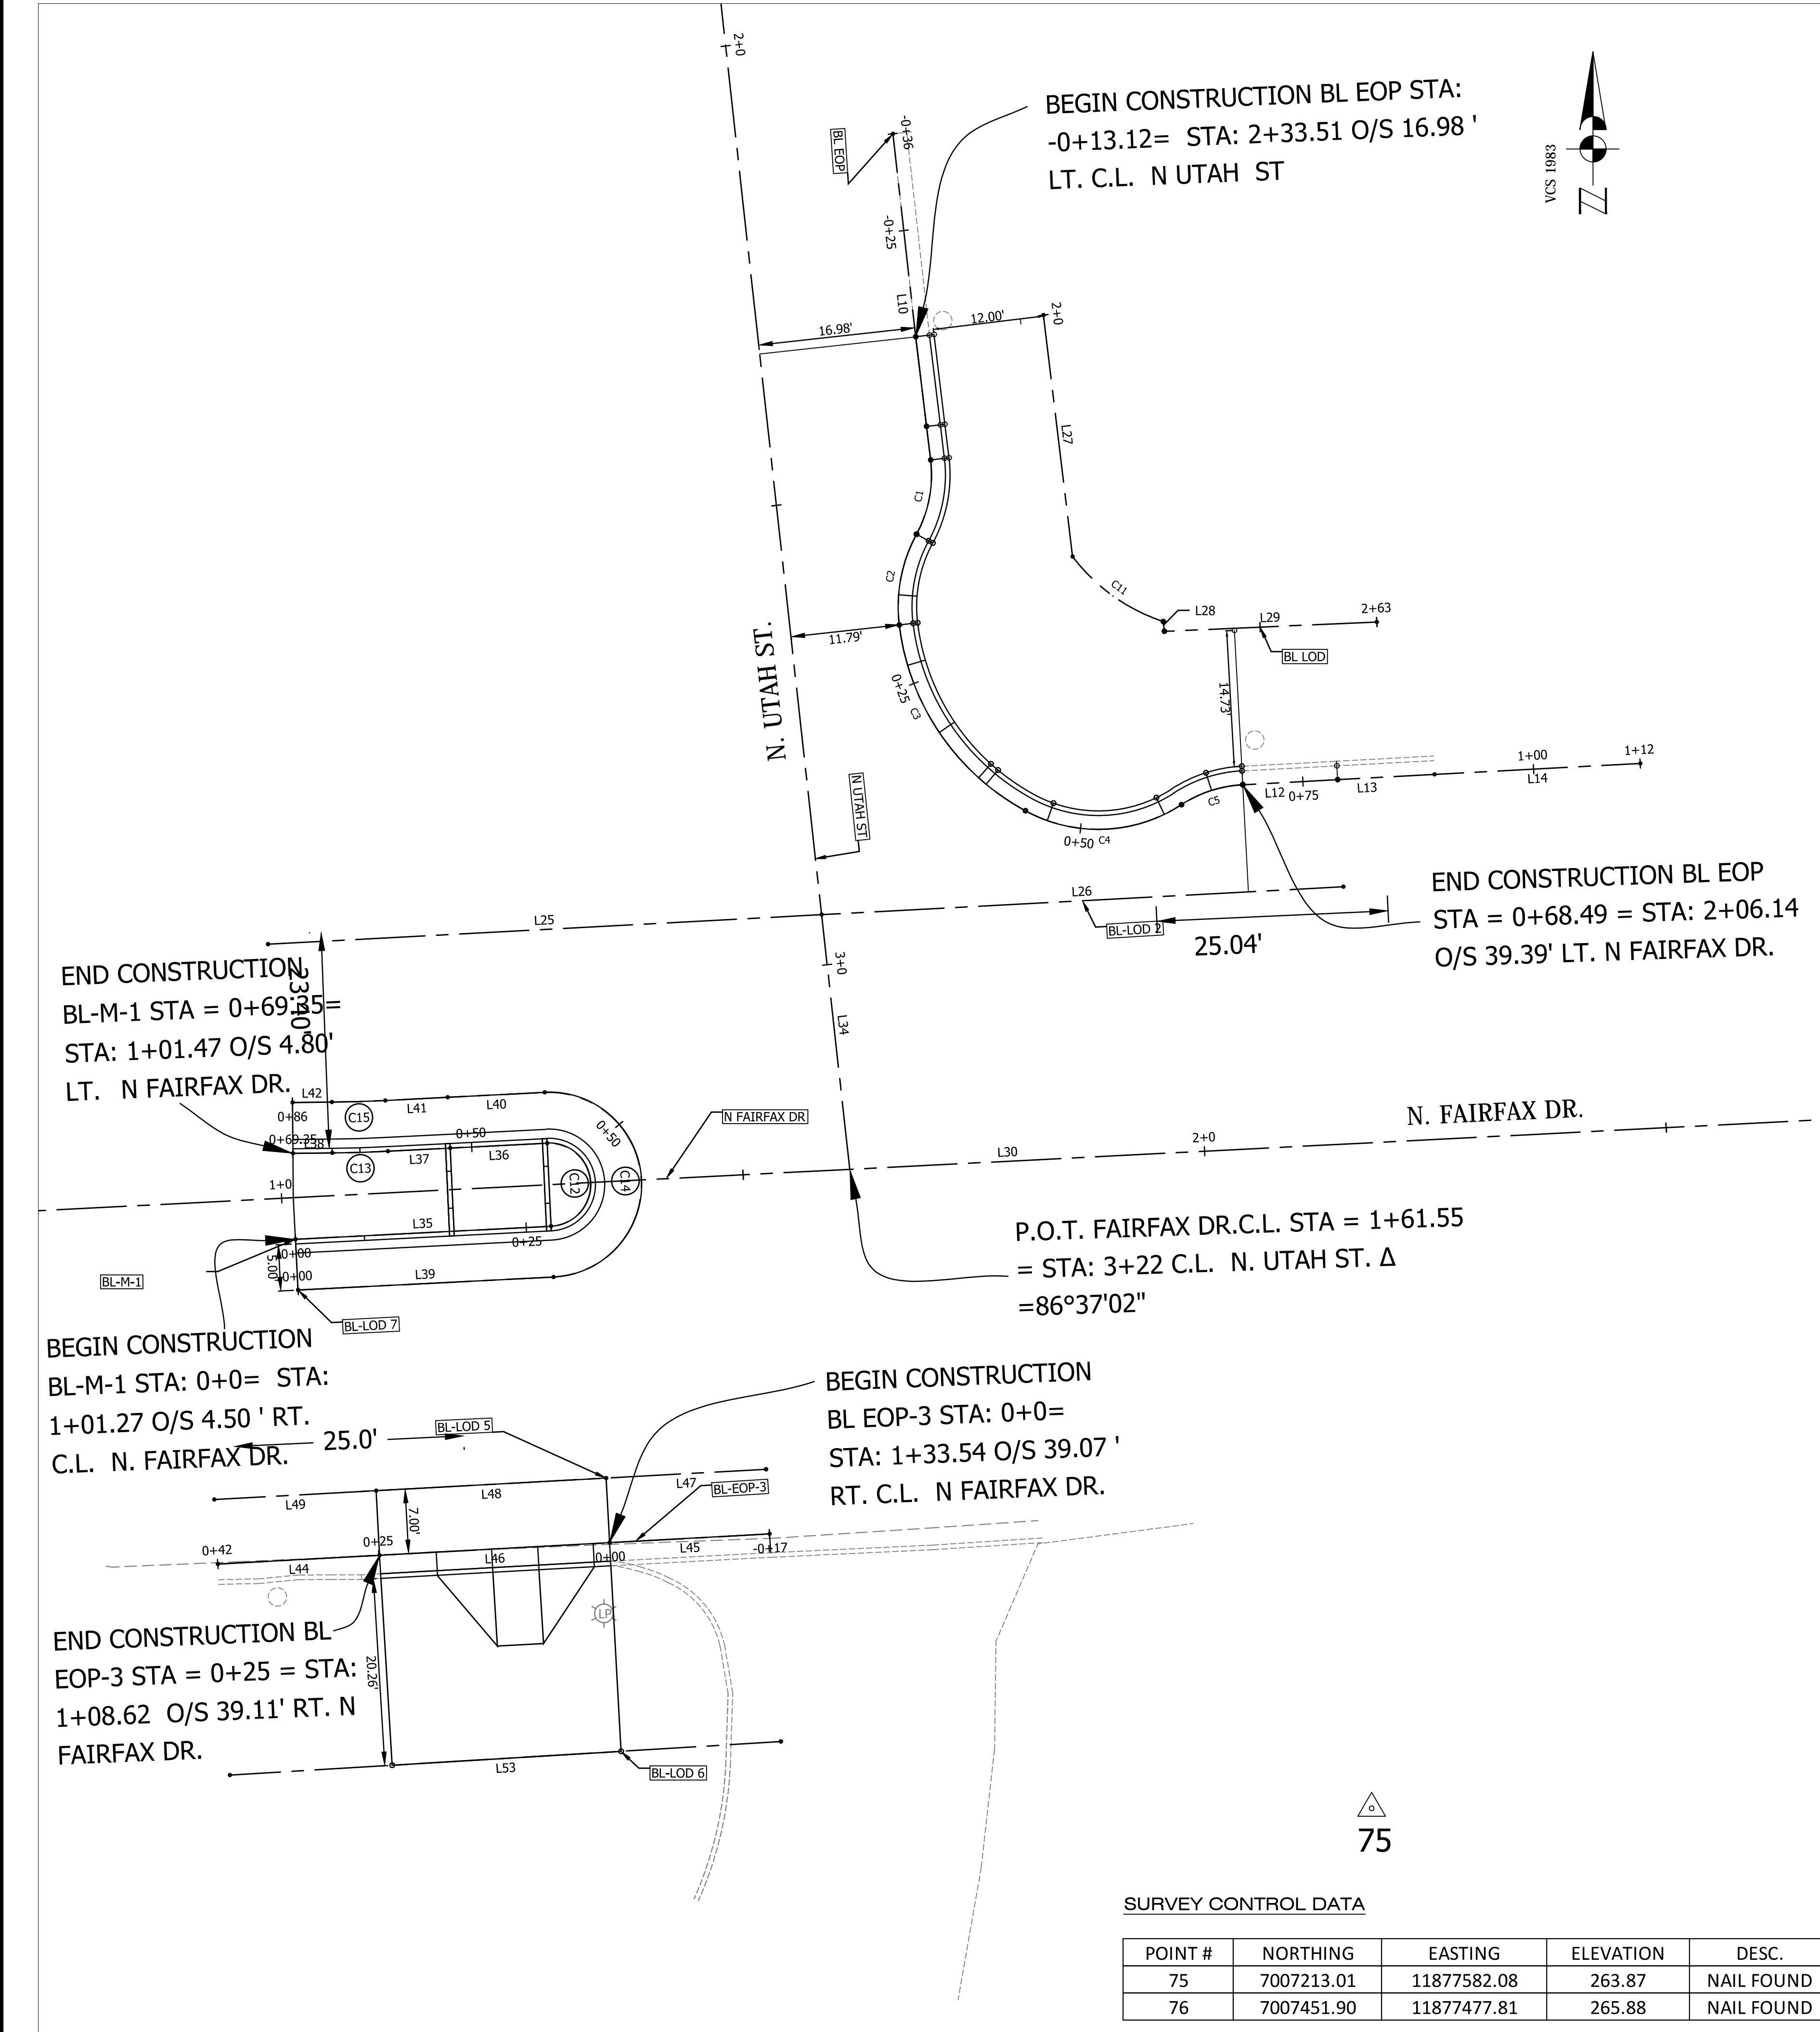 2+0
-0+36
BL EOP
BEGIN CONSTRUCTION BL EOP STA:
-0+13.12= STA: 2+33.51 O/S 16.98 '
LT. C.L. N UTAH ST
VCS 1983
-0+25
L10
16.98'
12.00'
2+0
L27
C1
C2
C11
L28
L29
2+63
BL LOD
11.79'
N. UTAH ST.
0+25
C3
14.73'
1+00
1+12
L14
L12
0+75
L13
C5
0+50
C4
N UTAH ST
END CONSTRUCTION BL EOP
STA = 0+68.49 = STA: 2+06.14
O/S 39.39' LT. N FAIRFAX DR.
L26
BL-LOD 2
25.04'
L25
3+0
L34
END CONSTRUCTION
BL-M-1 STA = 0+69.35=
STA: 1+01.47 O/S 4.80'
LT. N FAIRFAX DR.
23.40'
L42
0+86
C15
L41
L40
0+50
0+69.35
L38
C13
L37
0+50
L36
C12
C14
1+0
N FAIRFAX DR
L30
2+0
N. FAIRFAX DR.
L35
0+25
0+00
5.00'
0+00
L39
BL-M-1
BL-LOD 7
P.O.T. FAIRFAX DR.C.L. STA = 1+61.55
= STA: 3+22 C.L. N. UTAH ST. Δ
=86°37'02"
BEGIN CONSTRUCTION
BL-M-1 STA: 0+0= STA:
1+01.27 O/S 4.50 ' RT.
C.L. N. FAIRFAX DR.
25.0'
BL-LOD 5
BEGIN CONSTRUCTION
BL EOP-3 STA: 0+0=
STA: 1+33.54 O/S 39.07 '
RT. C.L. N FAIRFAX DR.
L49
L48
L47
BL-EOP-3
7.00'
0+42
0+25
L44
L46
0+00
L45
-0+17
LP
END CONSTRUCTION BL
EOP-3 STA = 0+25 = STA:
1+08.62 O/S 39.11' RT. N
FAIRFAX DR.
20.26'
L53
BL-LOD 6
75
SURVEY CONTROL DATA
POINT # NORTHING EASTING ELEVATION DESC.
75 7007213.01 11877582.08 263.87 NAIL FOUND
76 7007451.90 11877477.81 265.88 NAIL FOUND